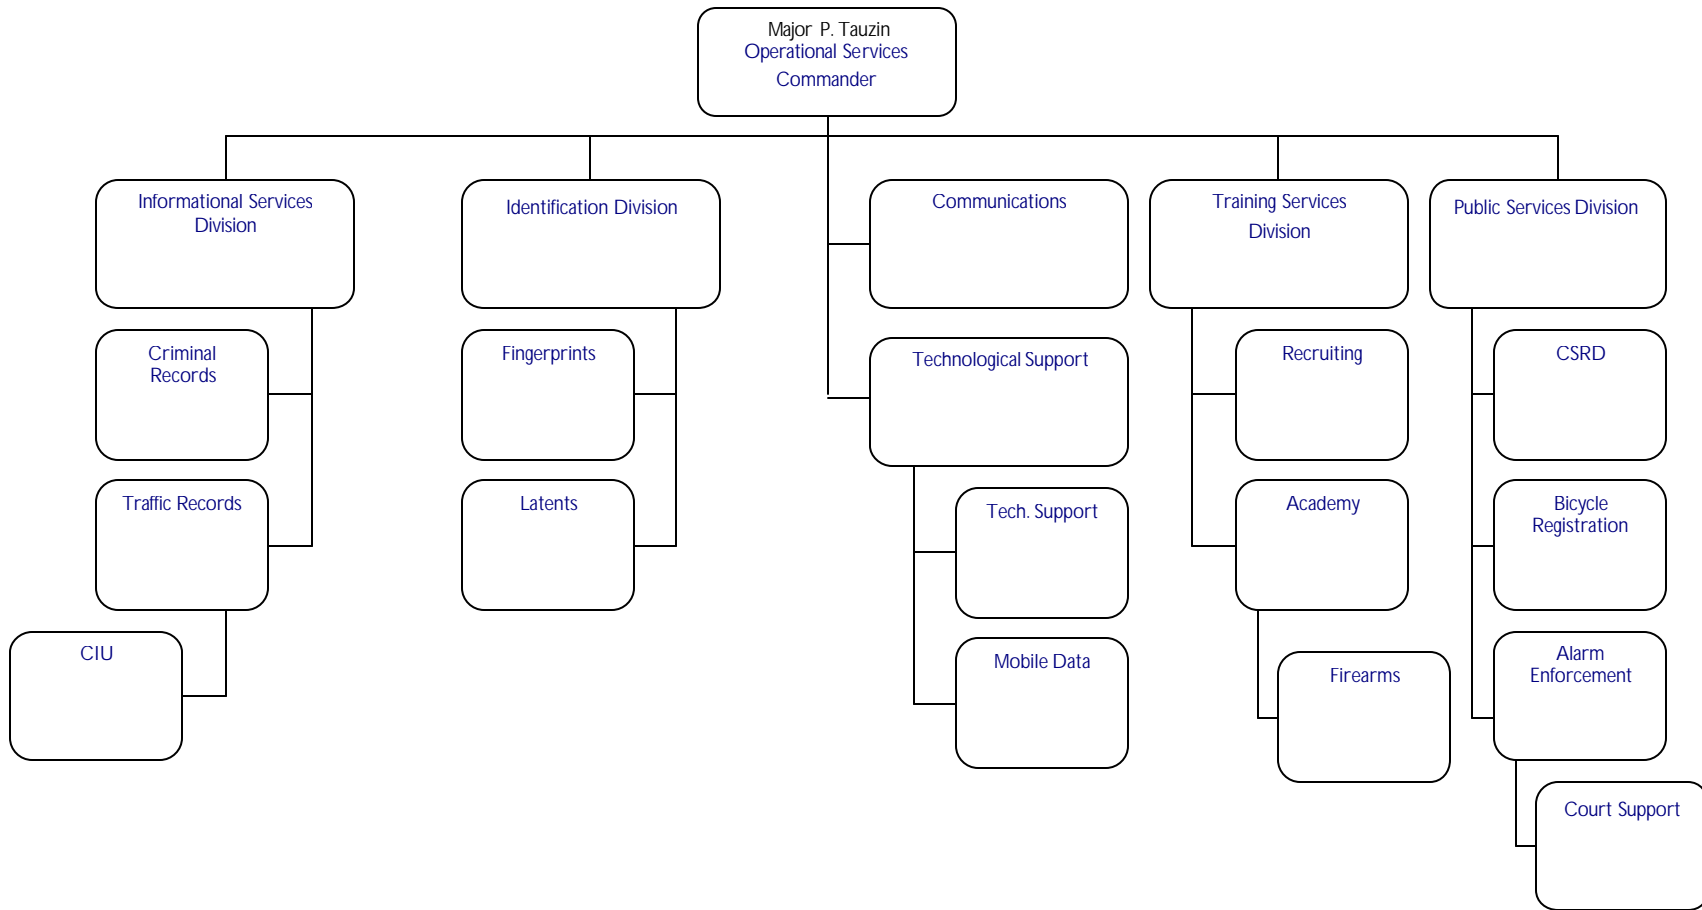 Major P. Tauzin
Operational Services
Commander
Informational Services
Division
Identification Division
Communications
Training Services
Division
Public Services Division
Criminal
Records
Fingerprints
Technological Support
Recruiting
CSRD
Traffic Records
Latents
Tech. Support
Academy
Bicycle
Registration
CIU
Mobile Data
Firearms
Alarm
Enforcement
Court Support